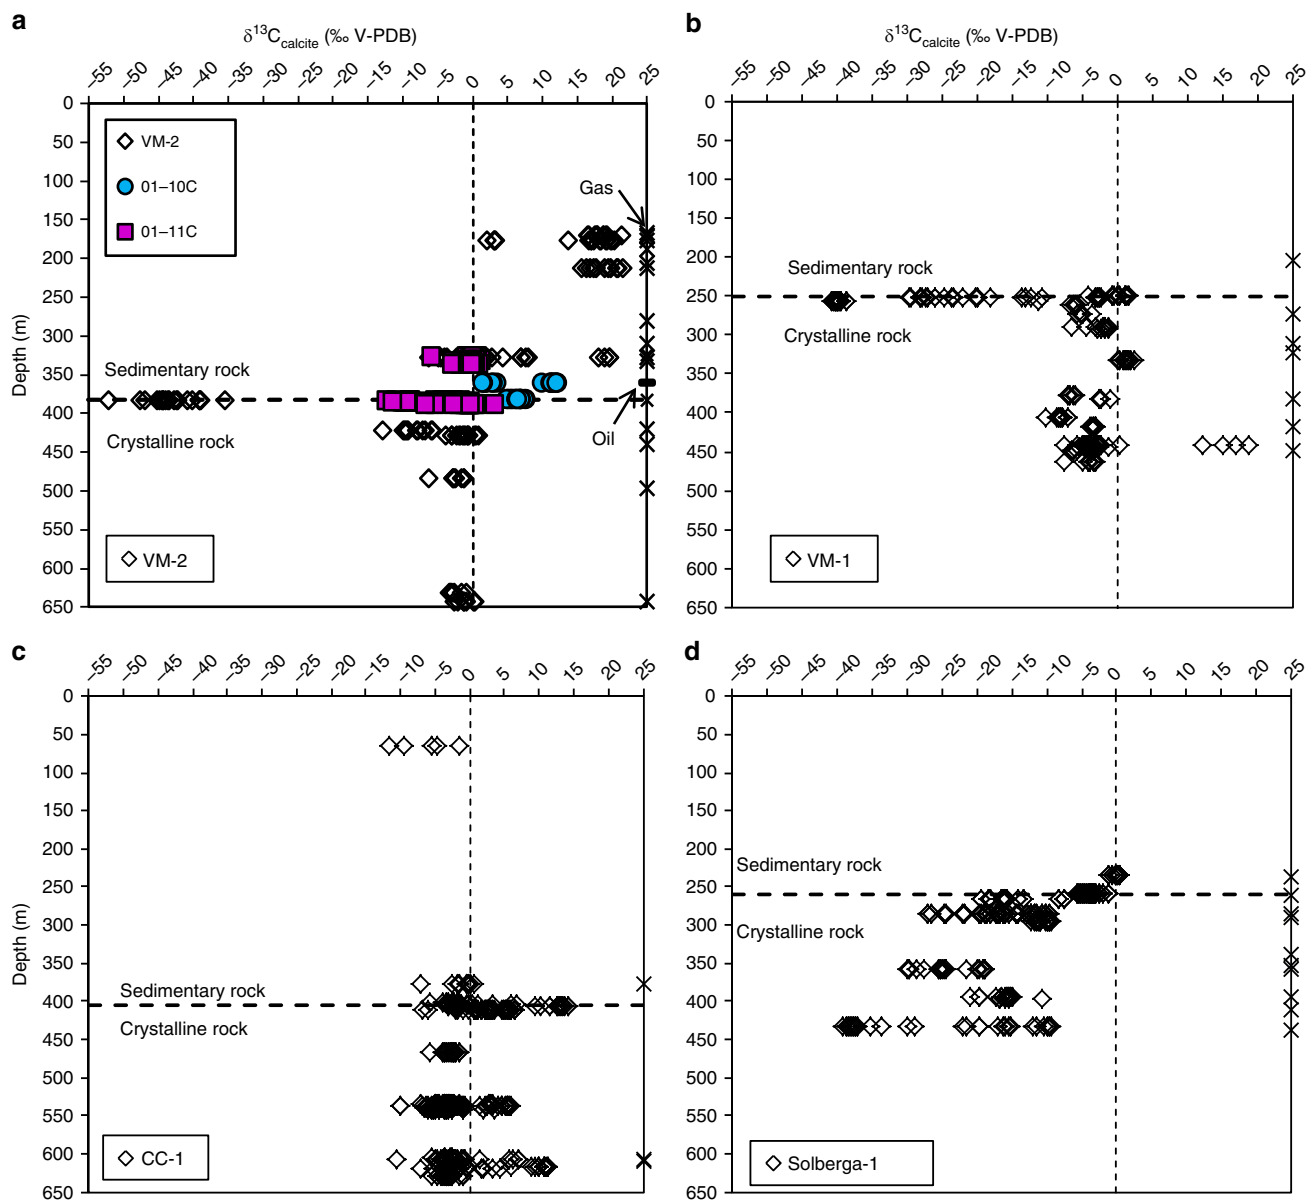 a
δ13Ccalcite (‰ V-PDB)
–55 –50 –45 –40 –35 –30 –25 –20 –15 –10 –5 0 5 10 15 20 25
0
50
100
150
200
250
300
350
400
450
500
550
600
650
Depth (m)
VM-2
01–10C
01–11C
Gas
Sedimentary rock
Crystalline rock
Oil
VM-2
b
δ13Ccalcite (‰ V-PDB)
–55 –50 –45 –40 –35 –30 –25 –20 –15 –10 –5 0 5 10 15 20 25
0
50
100
150
200
250
300
350
400
450
500
550
600
650
Sedimentary rock
Crystalline rock
VM-1
c
–55 –50 –45 –40 –35 –30 –25 –20 –15 –10 –5 0 5 10 15 20 25
0
50
100
150
200
250
300
350
400
450
500
550
600
650
Depth (m)
Sedimentary rock
Crystalline rock
CC-1
d
–55 –50 –45 –40 –35 –30 –25 –20 –15 –10 –5 0 5 10 15 20 25
0
50
100
150
200
250
300
350
400
450
500
550
600
650
Sedimentary rock
Crystalline rock
Solberga-1